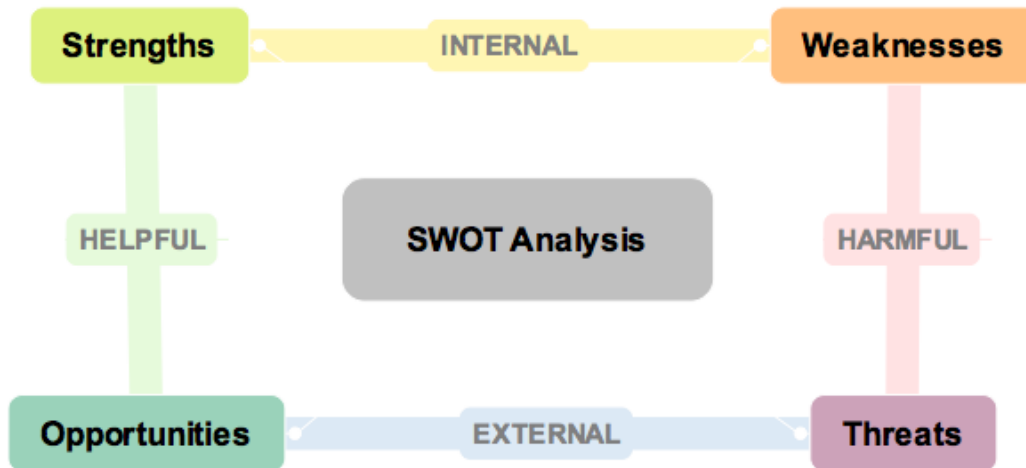 Strengths
INTERNAL
Weaknesses
HELPFUL
SWOT Analysis
HARMFUL
Opportunities
EXTERNAL
Threats